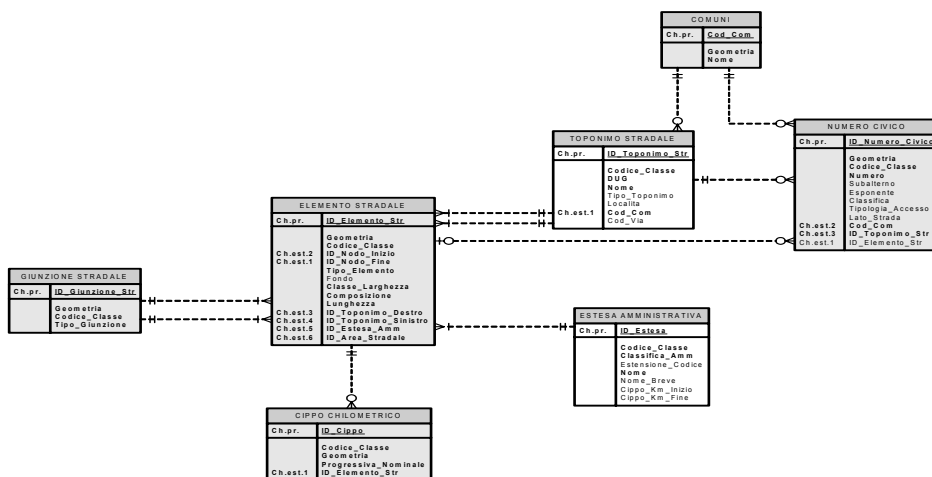 COMUNI
Ch.pr. Cod_Com
Geometria
Nome
TOPONIMO STRADALE
Ch.pr. ID_Toponimo_Str
Codice_Classe
DUG
Nome
Tipo_Toponimo
Localita
Ch.est.1 Cod_Com
Cod_Via
NUMERO CIVICO
Ch.pr. ID_Numero_Civico
Geometria
Codice_Classe
Numero
Subalterno
Esponente
Classifica
Tipologia_Accesso
Lato_Strada
Ch.est.2 Cod_Com
Ch.est.3 ID_Toponimo_Str
Ch.est.1 ID_Elemento_Str
ELEMENTO STRADALE
Ch.pr. ID_Elemento_Str
Geometria
Codice_Classe
Ch.est.2 ID_Nodo_Inizio
Ch.est.1 ID_Nodo_Fine
Tipo_Elemento
Fondo
Classe_Larghezza
Composizione
Lunghezza
Ch.est.3 ID_Toponimo_Destro
Ch.est.4 ID_Toponimo_Sinistro
Ch.est.5 ID_Estesa_Amm
Ch.est.6 ID_Area_Stradale
GIUNZIONE STRADALE
Ch.pr. ID_Giunzione_Str
Geometria
Codice_Classe
Tipo_Giunzione
ESTESA AMMINISTRATIVA
Ch.pr. ID_Estesa
Codice_Classe
Classifica_Amm
Estensione_Codice
Nome
Nome_Breve
Cippo_Km_Inizio
Cippo_Km_Fine
CIPPO CHILOMETRICO
Ch.pr. ID_Cippo
Codice_Classe
Geometria
Progressiva_Nominale
Ch.est.1 ID_Elemento_Str